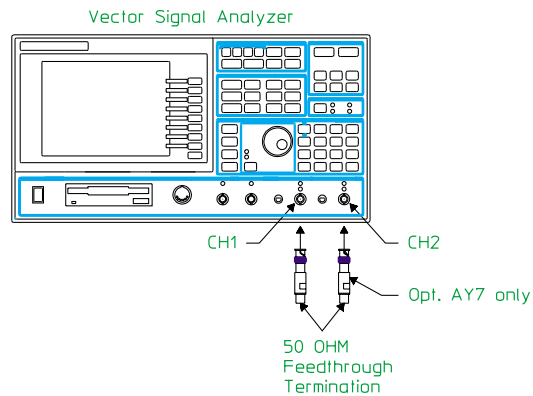 Vector Signal Analyzer
CH1
CH2
Opt. AY7 only
50 OHM
Feedthrough
Termination